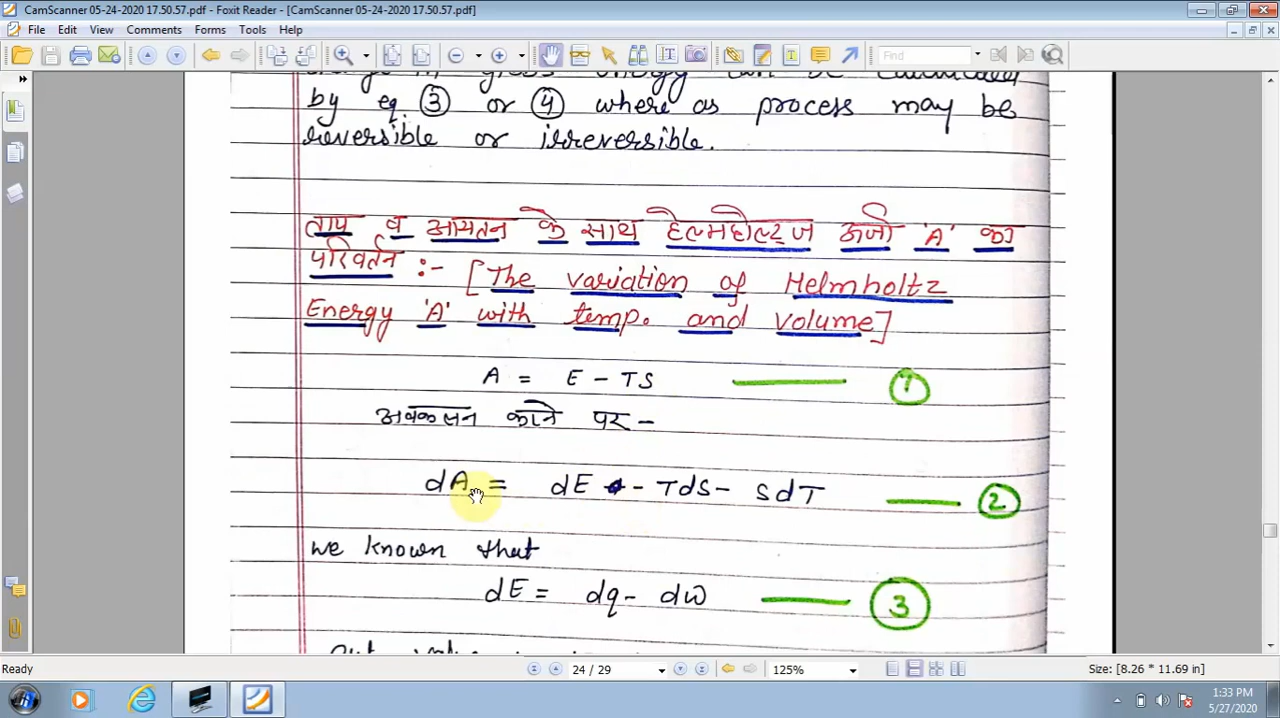 CamScanner 05-24-2020 17.50.57.pdf - Foxit Reader - [CamScanner 05-24-2020 17.50.57.pdf]
File Edit View Comments Forms Tools Help
Find
by eq. 3 or 4 where as process may be
reversible or irreversible.
ताप व आयतन के साथ हेल्महोल्ट्ज ऊर्जा 'A' का
परिवर्तन :- [The variation of Helmholtz
Energy 'A' with temp. and volume]
A = E - TS 1
अवकलन करने पर -
dA = dE - TdS - SdT 2
we known that
dE = dq - dw 3
Ready 24 / 29 125% Size: [8.26 * 11.69 in]
1:33 PM
5/27/2020